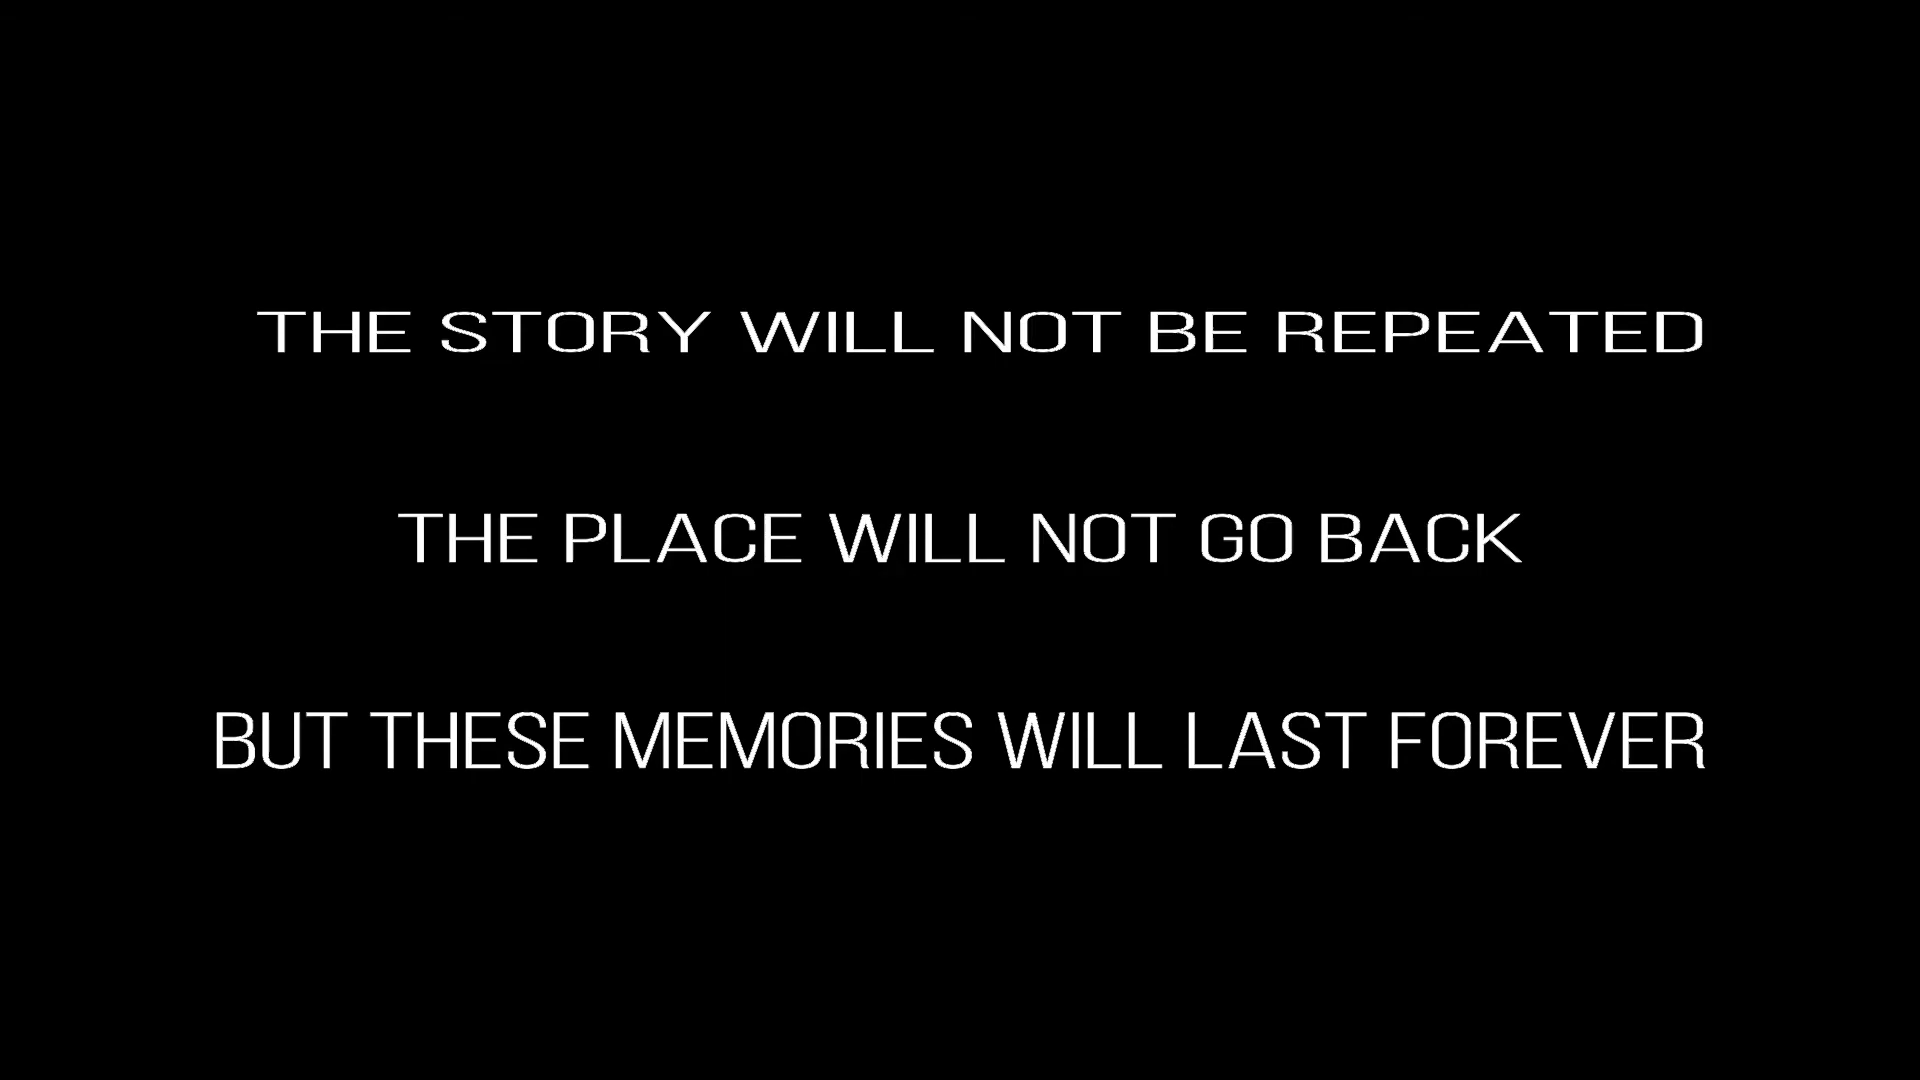 THE STORY WILL NOT BE REPEATED
THE PLACE WILL NOT GO BACK
BUT THESE MEMORIES WILL LAST FOREVER